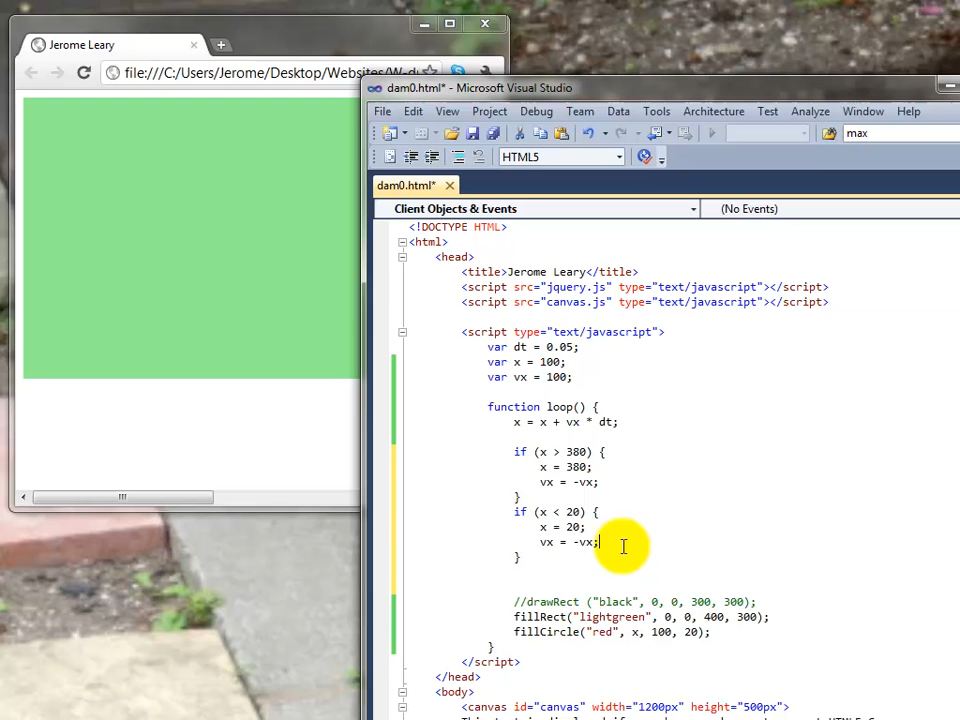 Jerome Leary
file:///C:/Users/Jerome/Desktop/Websites/W-d
dam0.html* - Microsoft Visual Studio
File Edit View Project Debug Team Data Tools Architecture Test Analyze Window Help
max
HTML5
dam0.html*
Client Objects & Events
(No Events)
<!DOCTYPE HTML>
<html>
<head>
<title>Jerome Leary</title>
<script src="jquery.js" type="text/javascript"></script>
<script src="canvas.js" type="text/javascript"></script>
<script type="text/javascript">
var dt = 0.05;
var x = 100;
var vx = 100;
function loop() {
x = x + vx * dt;
if (x > 380) {
x = 380;
vx = -vx;
}
if (x < 20) {
x = 20;
vx = -vx;
}
//drawRect ("black", 0, 0, 300, 300);
fillRect("lightgreen", 0, 0, 400, 300);
fillCircle("red", x, 100, 20);
}
</script>
</head>
<body>
<canvas id="canvas" width="1200px" height="500px">